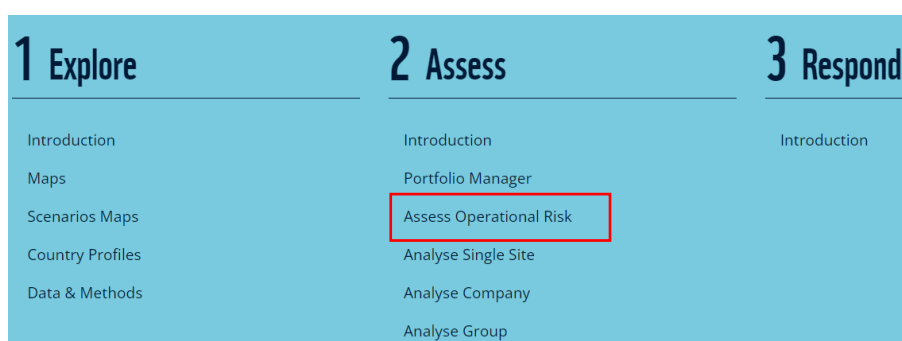 1 Explore
Introduction
Maps
Scenarios Maps
Country Profiles
Data & Methods
2 Assess
Introduction
Portfolio Manager
Assess Operational Risk
Analyse Single Site
Analyse Company
Analyse Group
3 Respond
Introduction